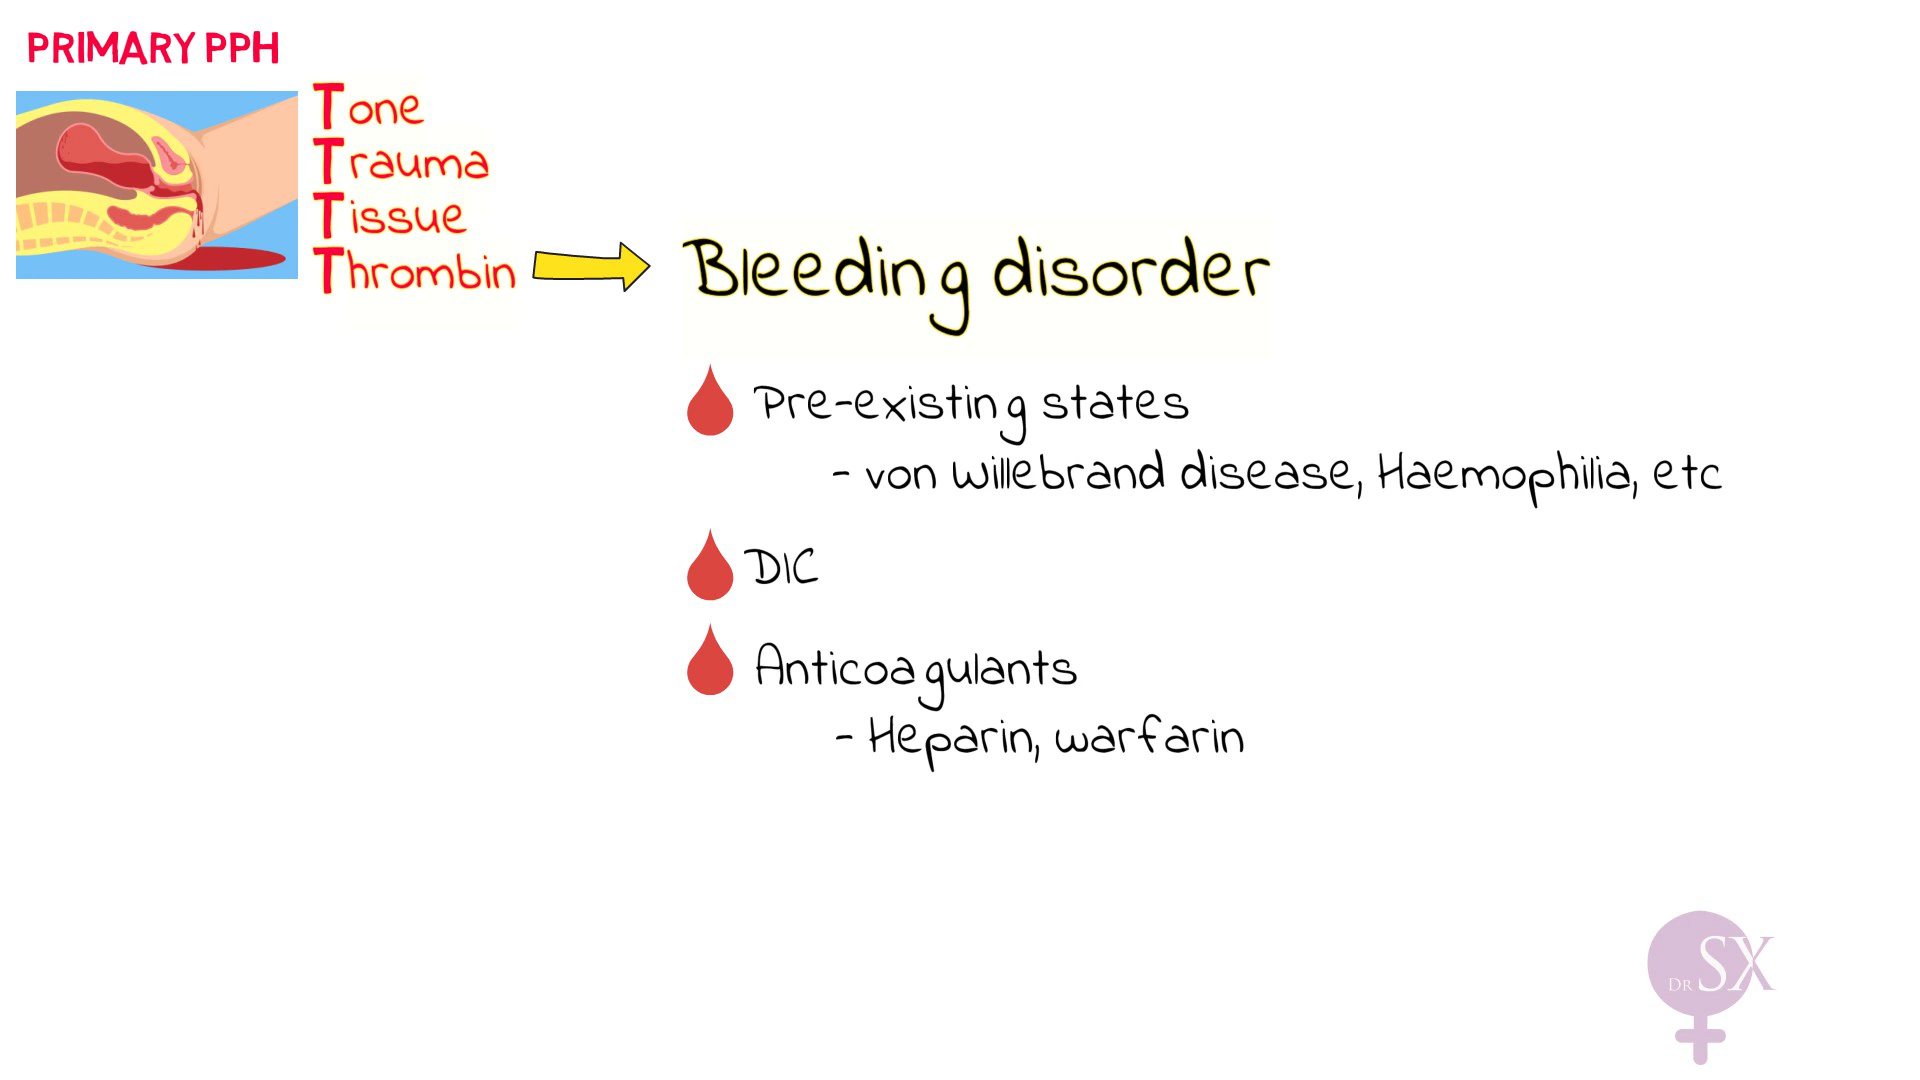 PRIMARY PPH
Tone
Trauma
Tissue
Thrombin
Bleeding disorder
Pre-existing states
- von Willebrand disease, Haemophilia, etc
DIC
Anticoagulants
- Heparin, warfarin
DR SX